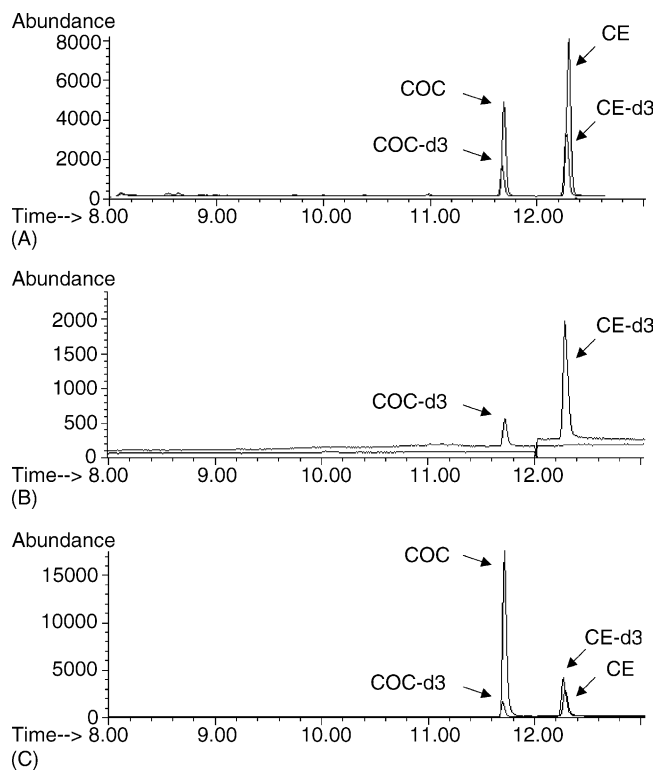 Abundance
8000
CE
6000
COC
4000
CE-d3
COC-d3
2000
0
Time--> 8.00 9.00 10.00 11.00 12.00
(A)
Abundance
2000
CE-d3
1500
1000
COC-d3
500
0
Time--> 8.00 9.00 10.00 11.00 12.00
(B)
Abundance
COC
15000
10000
CE-d3
5000
COC-d3
CE
0
Time--> 8.00 9.00 10.00 11.00 12.00
(C)